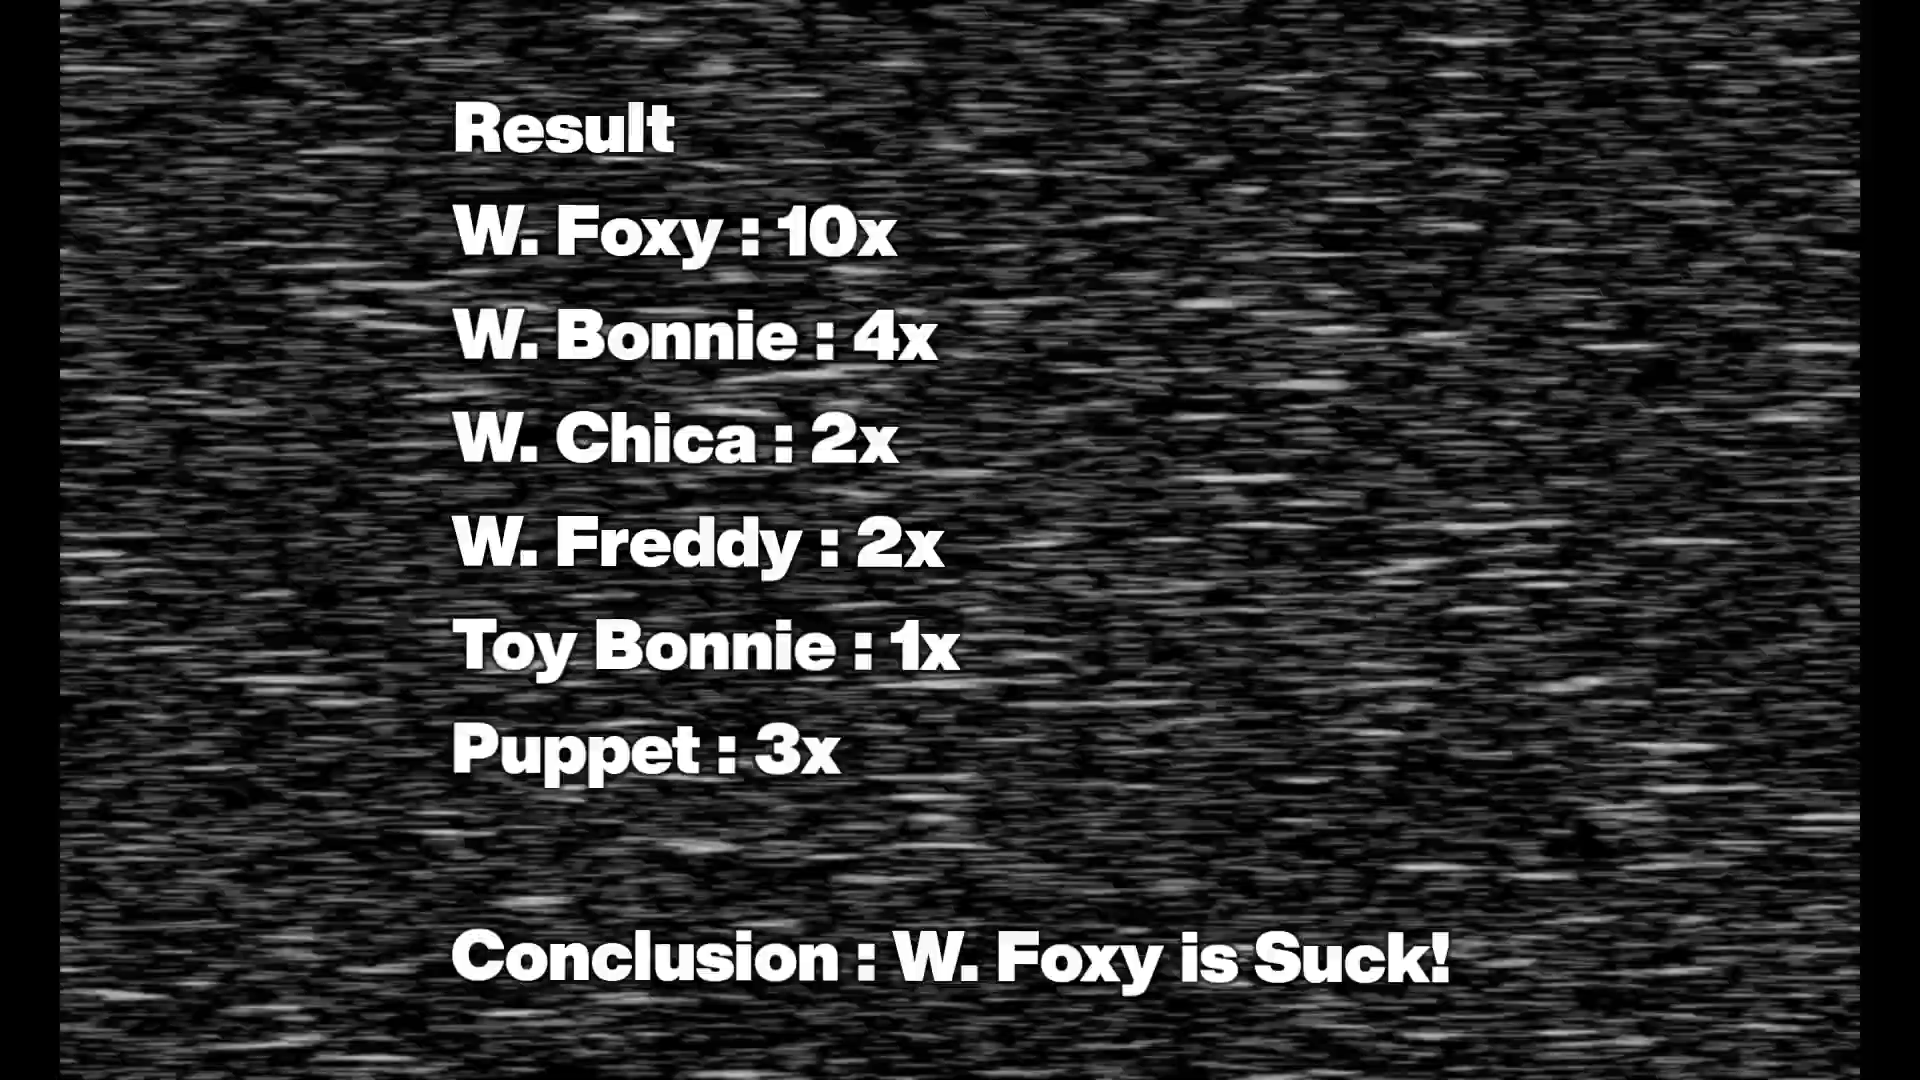 Result
W. Foxy : 10x
W. Bonnie : 4x
W. Chica : 2x
W. Freddy : 2x
Toy Bonnie : 1x
Puppet : 3x
Conclusion : W. Foxy is Suck!